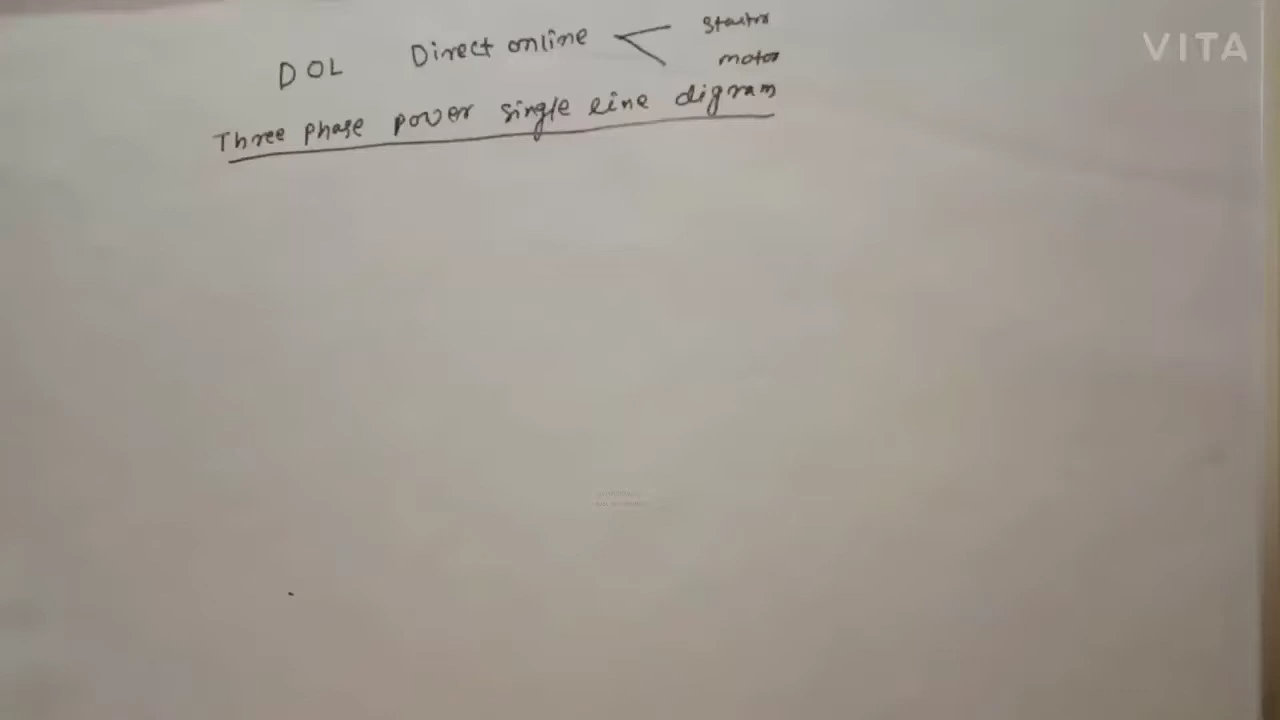 DOL Direct online starter
motor
Three phase power single line digram
VITA